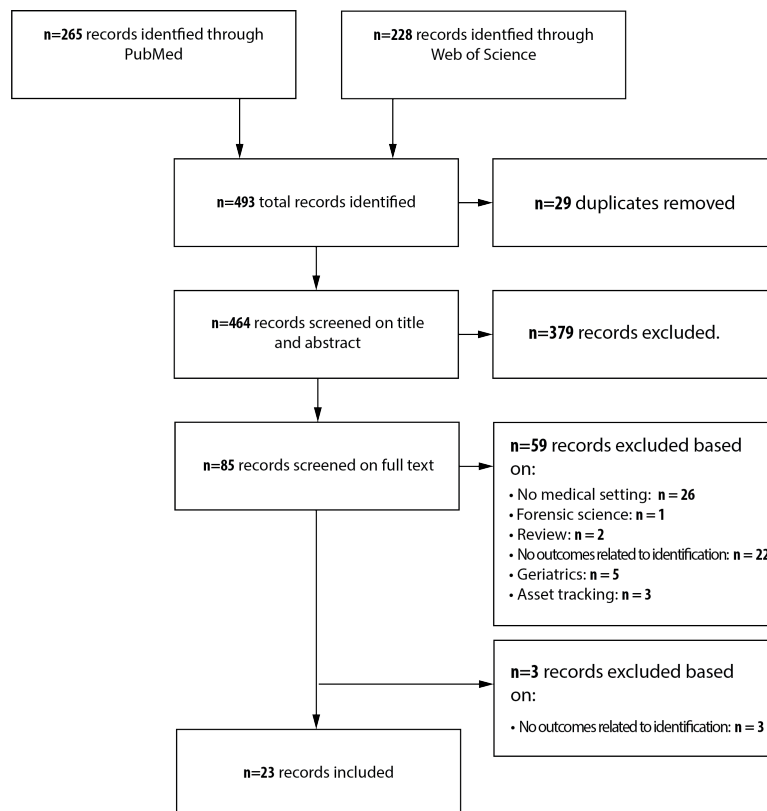 n=265 records identfied through
PubMed
n=228 records identfied through
Web of Science
n=493 total records identified
n=29 duplicates removed
n=464 records screened on title
and abstract
n=379 records excluded.
n=85 records screened on full text
n=59 records excluded based
on:
• No medical setting: n = 26
• Forensic science: n = 1
• Review: n = 2
• No outcomes related to identification: n = 22
• Geriatrics: n = 5
• Asset tracking: n = 3
n=3 records excluded based
on:
• No outcomes related to identification: n = 3
n=23 records included